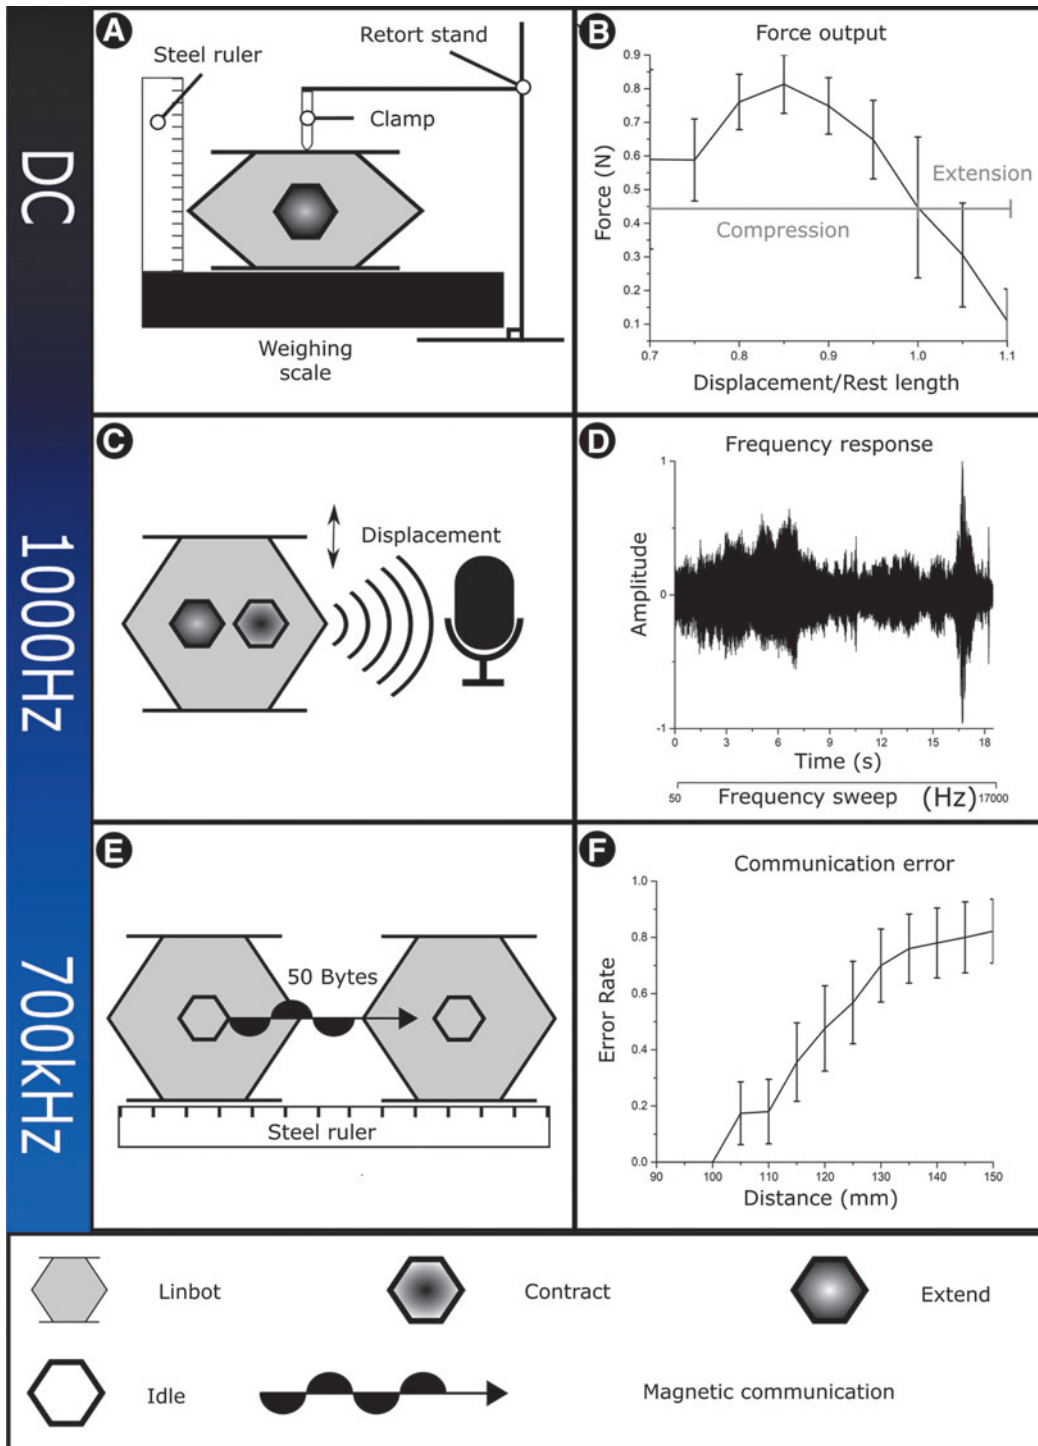 DC
1000Hz
700kHz
A
Steel ruler
Retort stand
Clamp
Weighing
scale
B
Force output
Force (N)
0.9
0.8
0.7
0.6
0.5
0.4
0.3
0.2
0.1
Extension
Compression
0.7 0.8 0.9 1.0 1.1
Displacement/Rest length
C
Displacement
D
Frequency response
Amplitude
1
0
-1
0 3 6 9 12 15 18
Time (s)
50 Frequency sweep (Hz) 17000
E
50 Bytes
Steel ruler
F
Communication error
Error Rate
1.0
0.8
0.6
0.4
0.2
0.0
90 100 110 120 130 140 150
Distance (mm)
Linbot
Contract
Extend
Idle
Magnetic communication